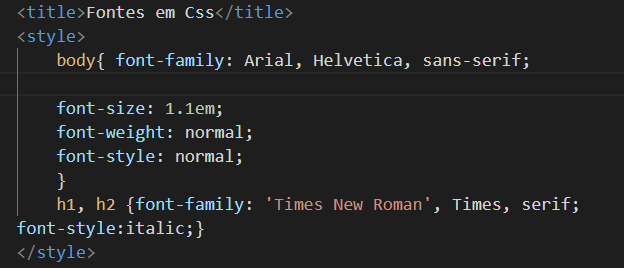 <title>Fontes em Css</title>
<style>
body{ font-family: Arial, Helvetica, sans-serif;
font-size: 1.1em;
font-weight: normal;
font-style: normal;
}
h1, h2 {font-family: 'Times New Roman', Times, serif;
font-style:italic;}
</style>